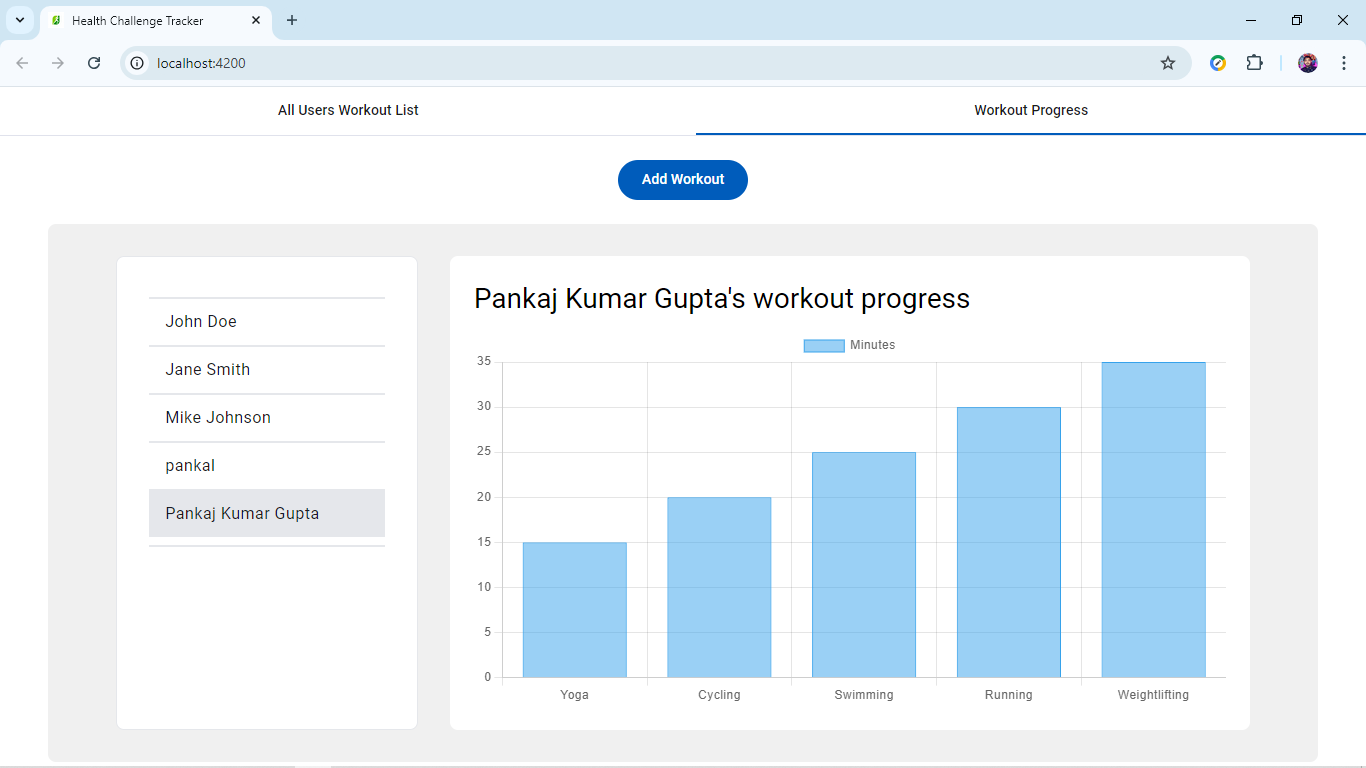 Health Challenge Tracker
localhost:4200
All Users Workout List
Workout Progress
Add Workout
John Doe
Jane Smith
Mike Johnson
pankal
Pankaj Kumar Gupta
Pankaj Kumar Gupta's workout progress
Minutes
35
30
25
20
15
10
5
0
Yoga
Cycling
Swimming
Running
Weightlifting